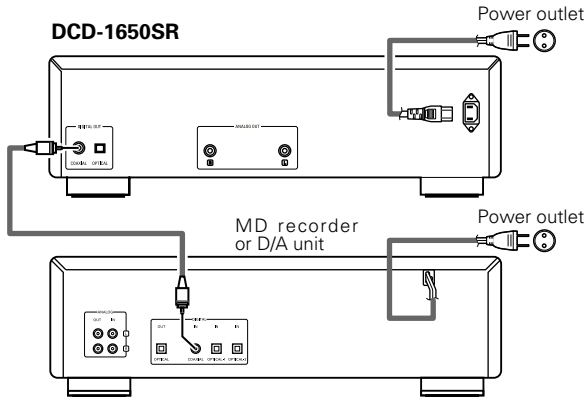 Power outlet
DCD-1650SR
DIGITAL OUT
COAXIAL OPTICAL
ANALOG OUT
R L
Power outlet
MD recorder
or D/A unit
ANALOG
OUT IN
DIGITAL
OUT IN IN IN
OPTICAL COAXIAL OPTICAL OPTICAL